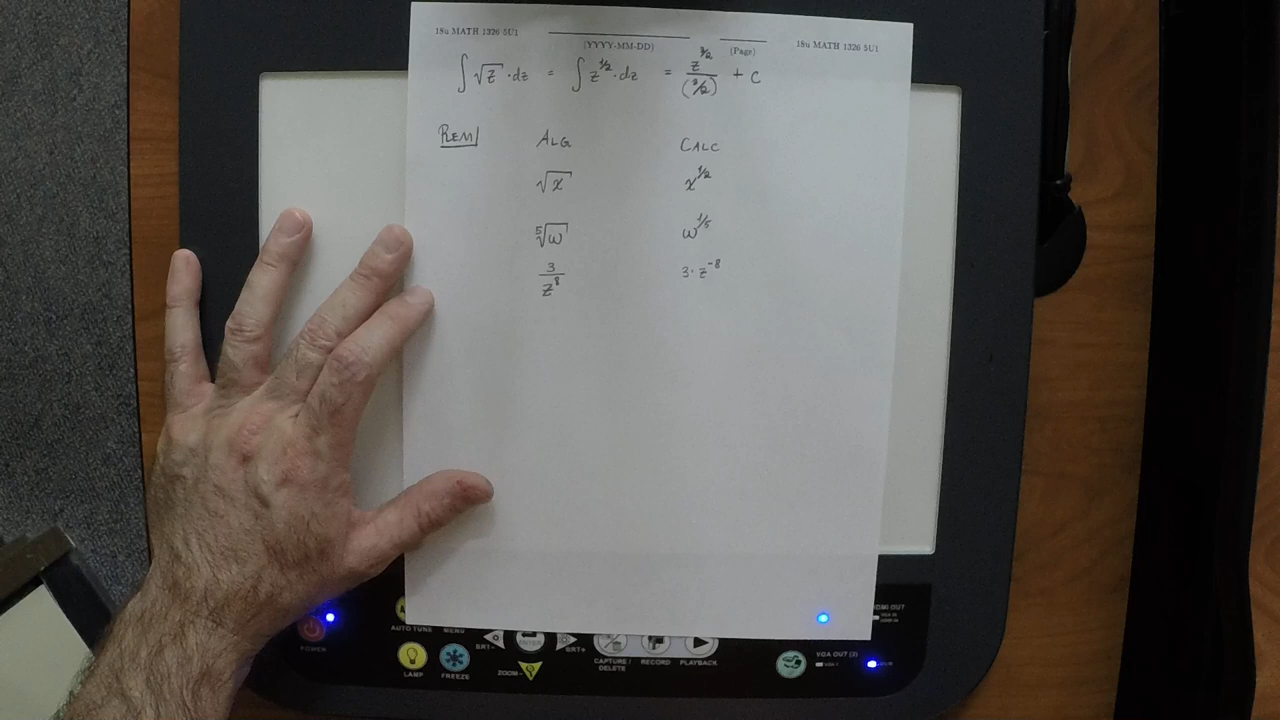 18u MATH 1326 5U1 (YYYY-MM-DD) (Page) 18u MATH 1326 5U1
∫ √z · dz = ∫ z^{1/2} · dz = z^{3/2}/(3/2) + C
REM ALG CALC
√x x^{1/2}
⁵√w w^{1/5}
3/z^8 3 · z^{-8}
POWER
AUTO TUNE MENU
LAMP FREEZE
BRT- ENTER BRT+
ZOOM
CAPTURE / DELETE RECORD PLAYBACK
VGA OUT (2)